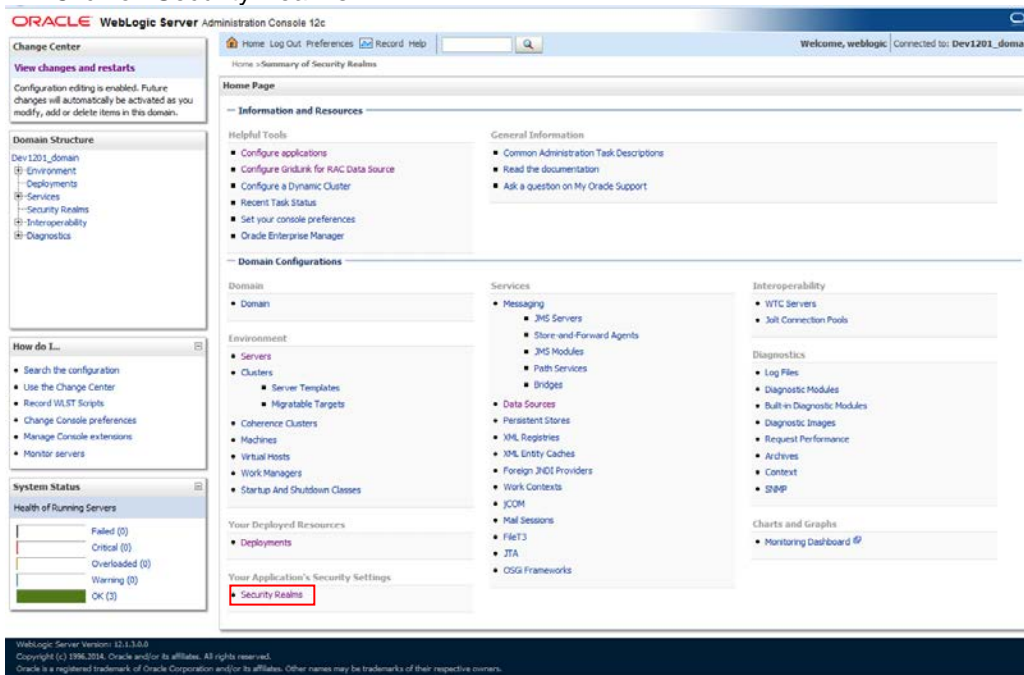 ORACLE WebLogic Server Administration Console 12c
Change Center
View changes and restarts
Configuration editing is enabled. Future
changes will automatically be activated as you
modify, add or delete items in this domain.
Domain Structure
Dev1201_domain
Environment
Deployments
Services
Security Realms
Interoperability
Diagnostics
How do I...
Search the configuration
Use the Change Center
Record WLST Scripts
Change Console preferences
Manage Console extensions
Monitor servers
System Status
Health of Running Servers
Failed (0)
Critical (0)
Overloaded (0)
Warning (0)
OK (3)
Home Log Out Preferences Record Help
Welcome, weblogic Connected to: Dev1201_doma
Home >Summary of Security Realms
Home Page
Information and Resources
Helpful Tools
Configure applications
Configure GridLink for RAC Data Source
Configure a Dynamic Cluster
Recent Task Status
Set your console preferences
Oracle Enterprise Manager
General Information
Common Administration Task Descriptions
Read the documentation
Ask a question on My Oracle Support
Domain Configurations
Domain
Domain
Environment
Servers
Clusters
Server Templates
Migratable Targets
Coherence Clusters
Machines
Virtual Hosts
Work Managers
Startup And Shutdown Classes
Your Deployed Resources
Deployments
Your Application's Security Settings
Security Realms
Services
Messaging
JMS Servers
Store-and-Forward Agents
JMS Modules
Path Services
Bridges
Data Sources
Persistent Stores
XML Registries
XML Entity Caches
Foreign JNDI Providers
Work Contexts
jCOM
Mail Sessions
FileT3
JTA
OSGi Frameworks
Interoperability
WTC Servers
Jolt Connection Pools
Diagnostics
Log Files
Diagnostic Modules
Built-in Diagnostic Modules
Diagnostic Images
Request Performance
Archives
Context
SNMP
Charts and Graphs
Monitoring Dashboard
WebLogic Server Version: 12.1.3.0.0
Copyright (c) 1996,2014, Oracle and/or its affiliates. All rights reserved.
Oracle is a registered trademark of Oracle Corporation and/or its affiliates. Other names may be trademarks of their respective owners.